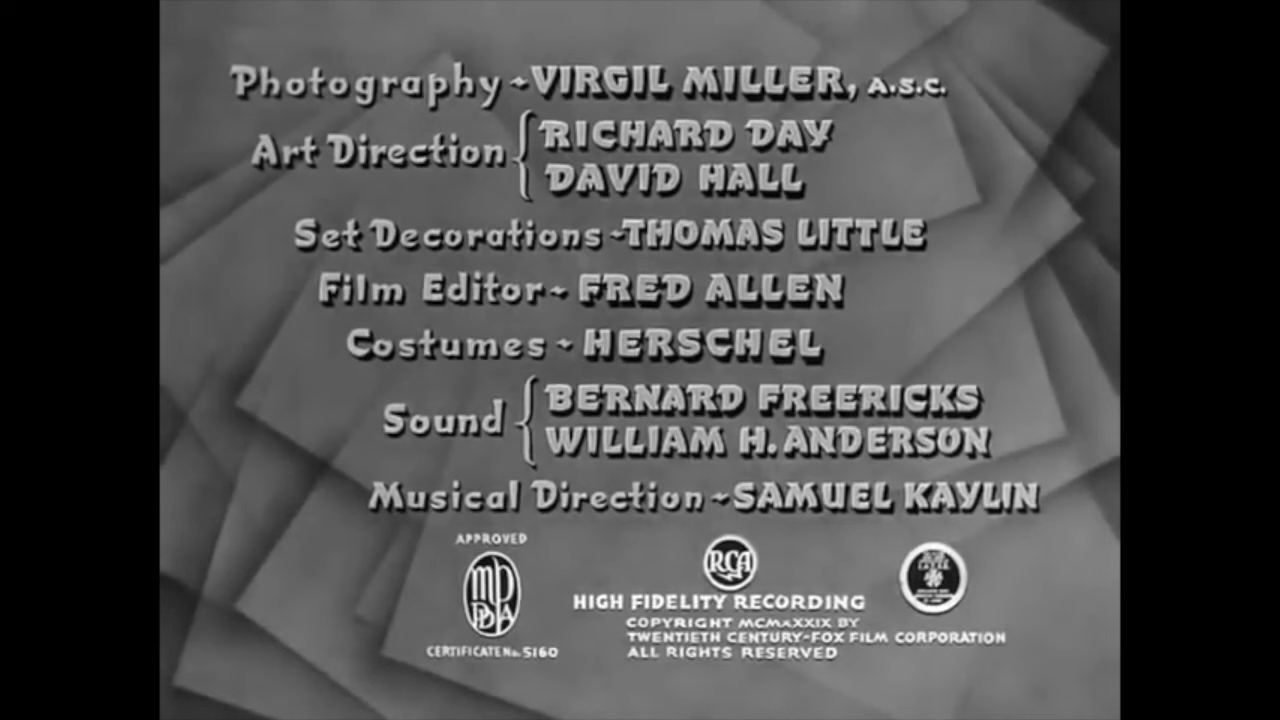 Photography ~ VIRGIL MILLER, A.S.C.
Art Direction { RICHARD DAY
DAVID HALL
Set Decorations ~ THOMAS LITTLE
Film Editor ~ FRED ALLEN
Costumes ~ HERSCHEL
Sound { BERNARD FREERICKS
WILLIAM H. ANDERSON
Musical Direction ~ SAMUEL KAYLIN
APPROVED
MPPDA
CERTIFICATE No. 5160
RCA
HIGH FIDELITY RECORDING
COPYRIGHT MCMXXXIX BY
TWENTIETH CENTURY-FOX FILM CORPORATION
ALL RIGHTS RESERVED